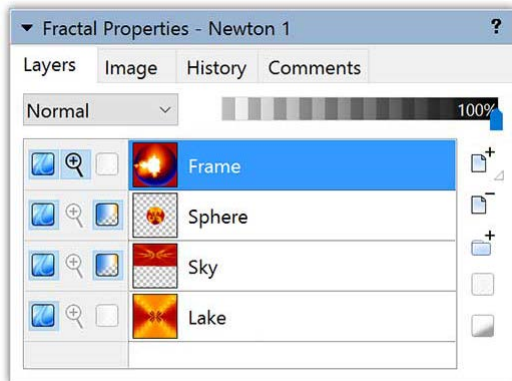 Fractal Properties - Newton 1 ?
Layers Image History Comments
Normal 100%
Frame
Sphere
Sky
Lake